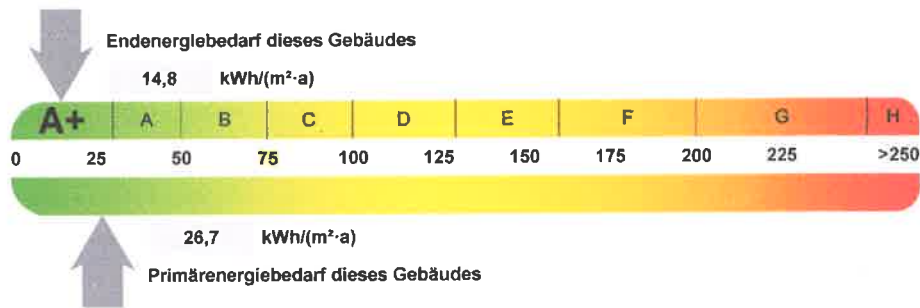 Endenergiebedarf dieses Gebäudes
14,8 kWh/(m²·a)
A+ A B C D E F G H
0 25 50 75 100 125 150 175 200 225 >250
26,7 kWh/(m²·a)
Primärenergiebedarf dieses Gebäudes